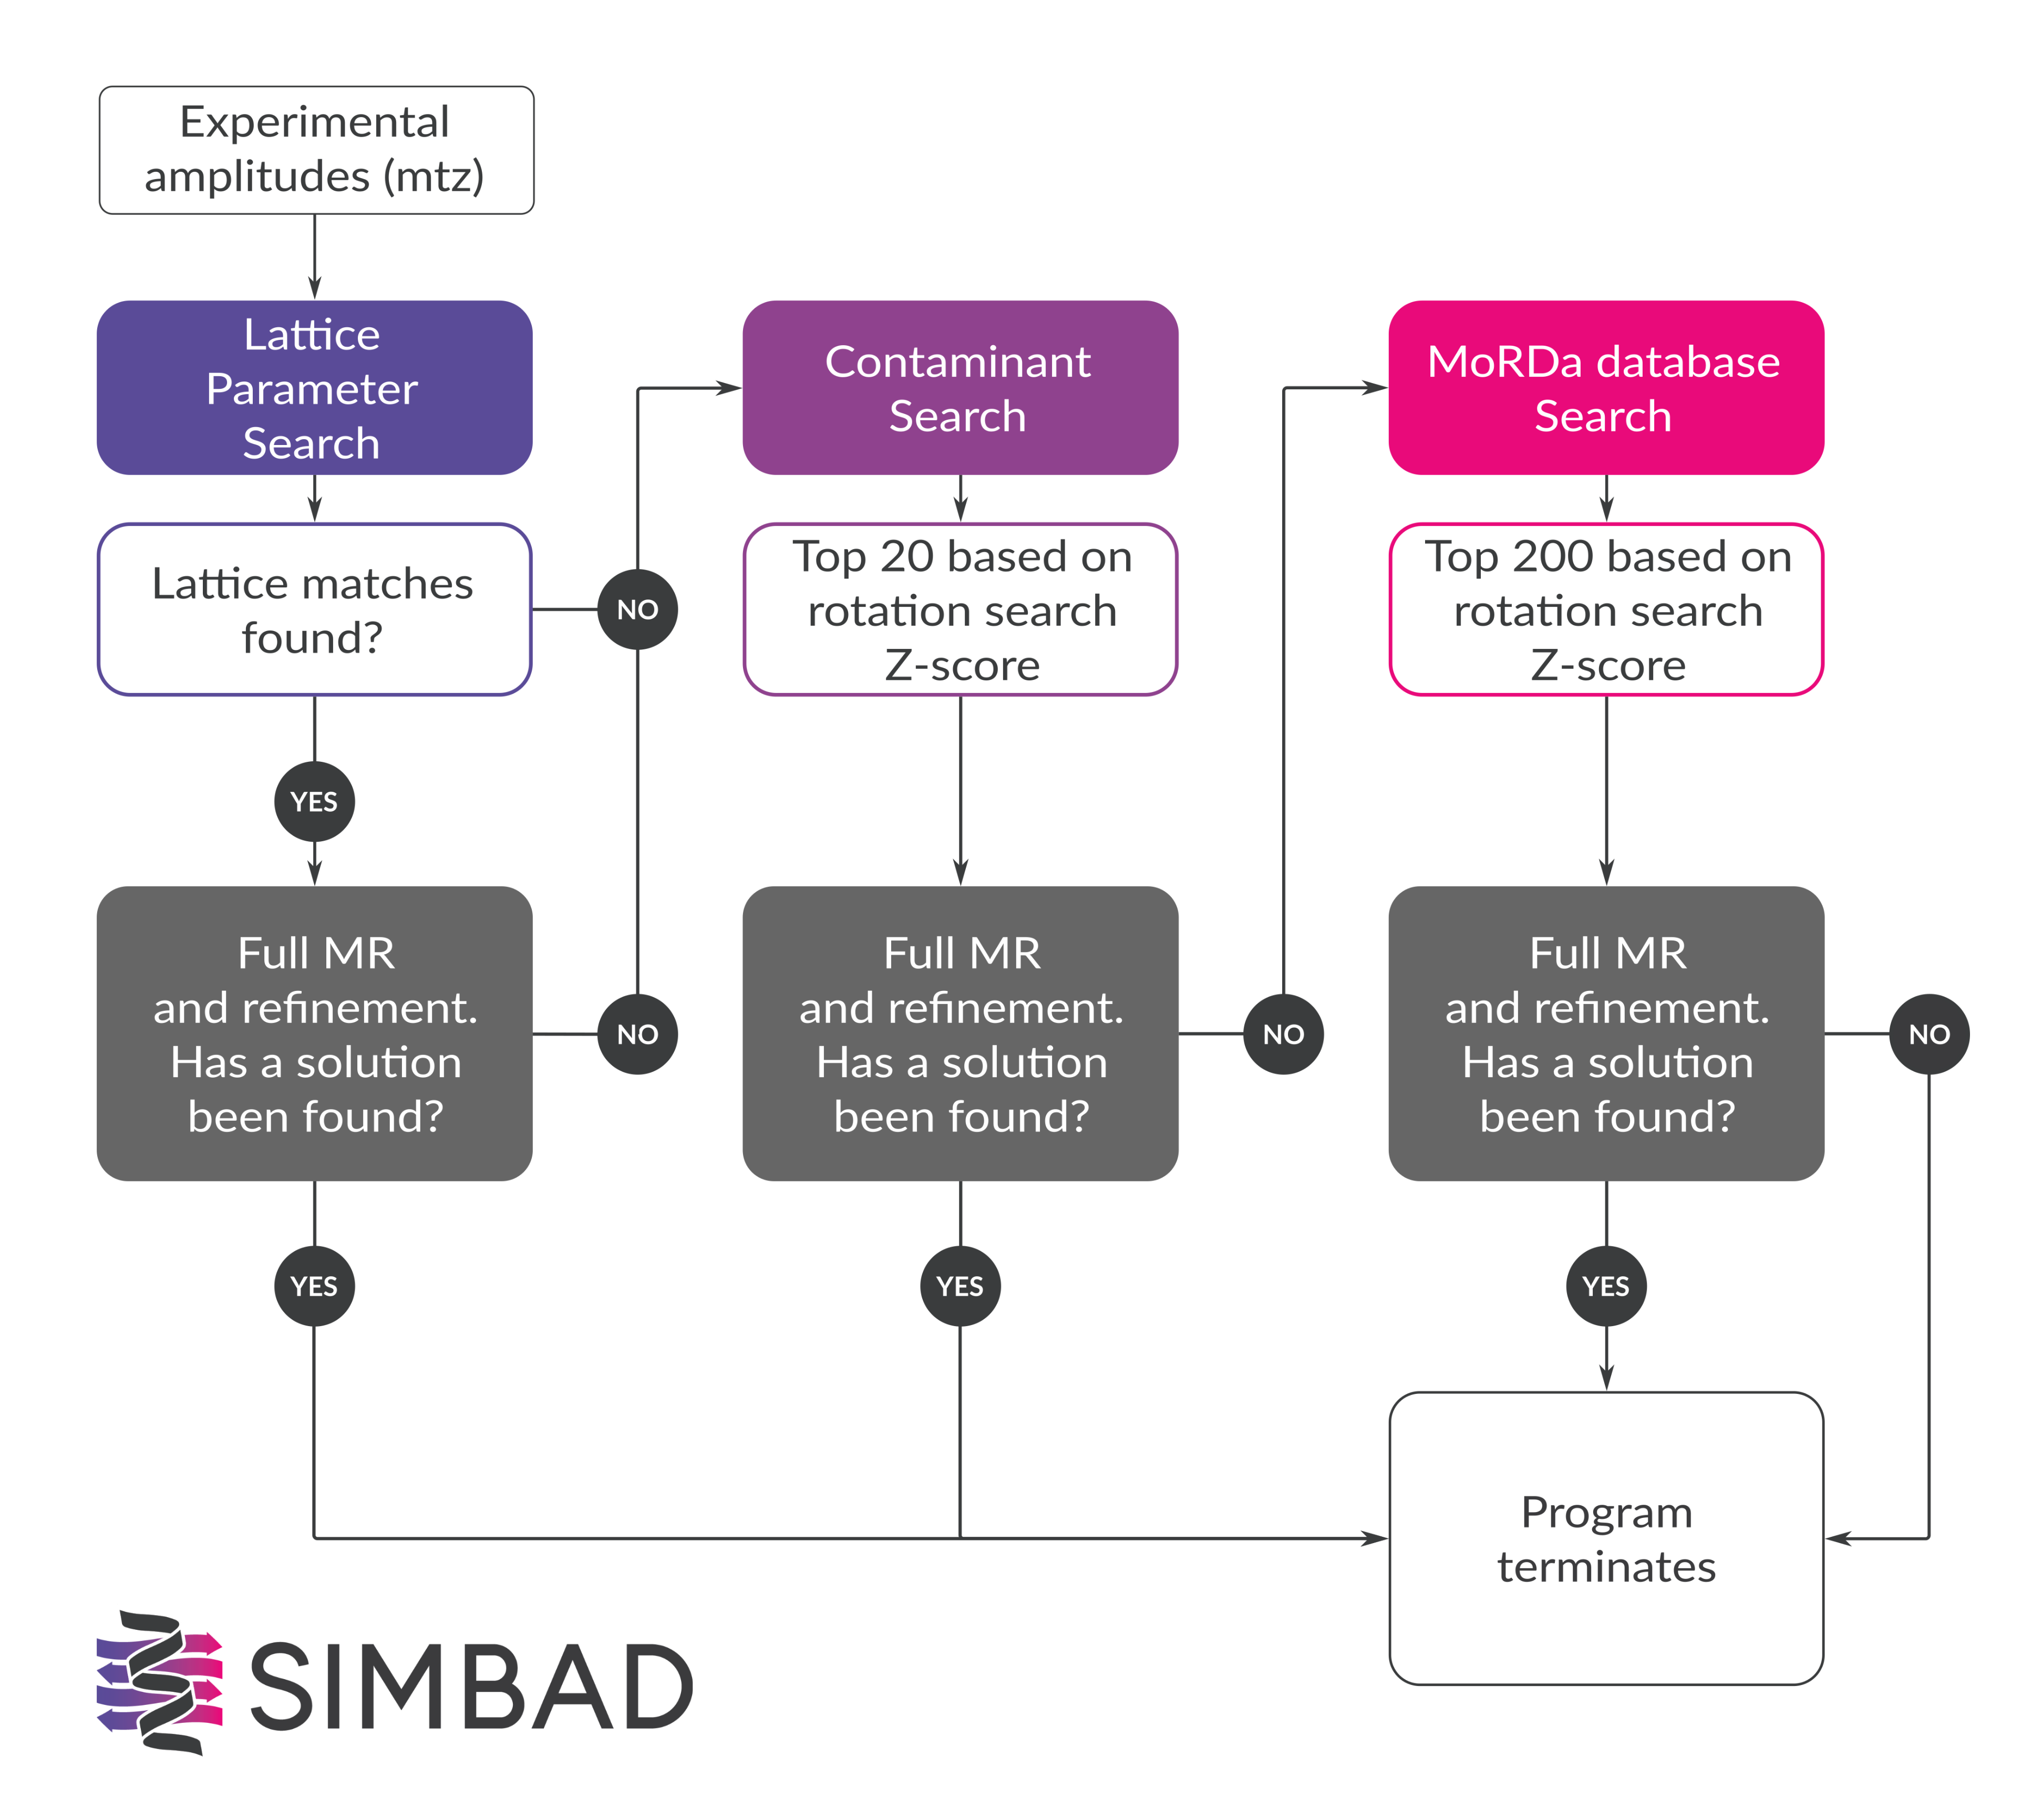 Experimental
amplitudes (mtz)
Lattice
Parameter
Search
Lattice matches
found?
NO
YES
Full MR
and refinement.
Has a solution
been found?
NO
YES
Contaminant
Search
Top 20 based on
rotation search
Z-score
Full MR
and refinement.
Has a solution
been found?
NO
YES
MoRDa database
Search
Top 200 based on
rotation search
Z-score
Full MR
and refinement.
Has a solution
been found?
NO
YES
Program
terminates
SIMBAD